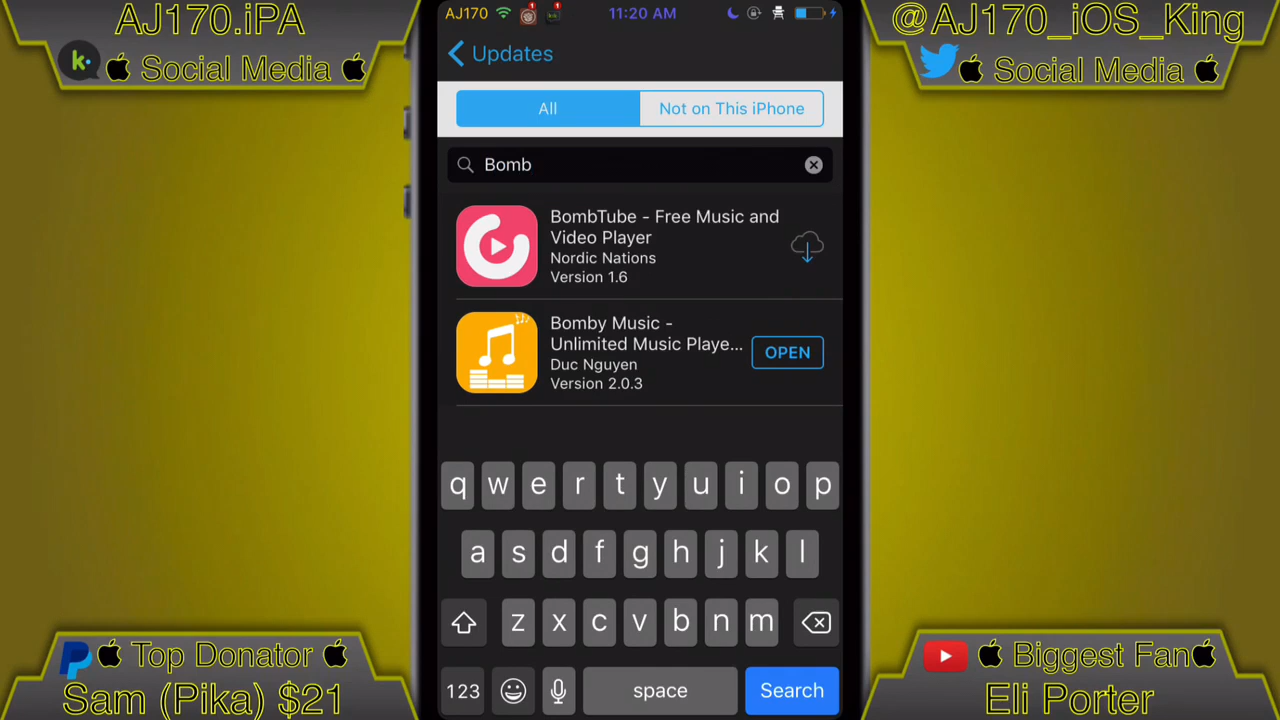 AJ170.iPA
k Social Media
AJ170 11:20 AM
@AJ170_iOS_King
Social Media
Updates
All Not on This iPhone
Bomb
BombTube - Free Music and
Video Player
Nordic Nations
Version 1.6
Bomby Music -
Unlimited Music Playe...
Duc Nguyen
Version 2.0.3
OPEN
q w e r t y u i o p
a s d f g h j k l
z x c v b n m
123 space Search
Top Donator
Sam (Pika) $21
Biggest Fan
Eli Porter